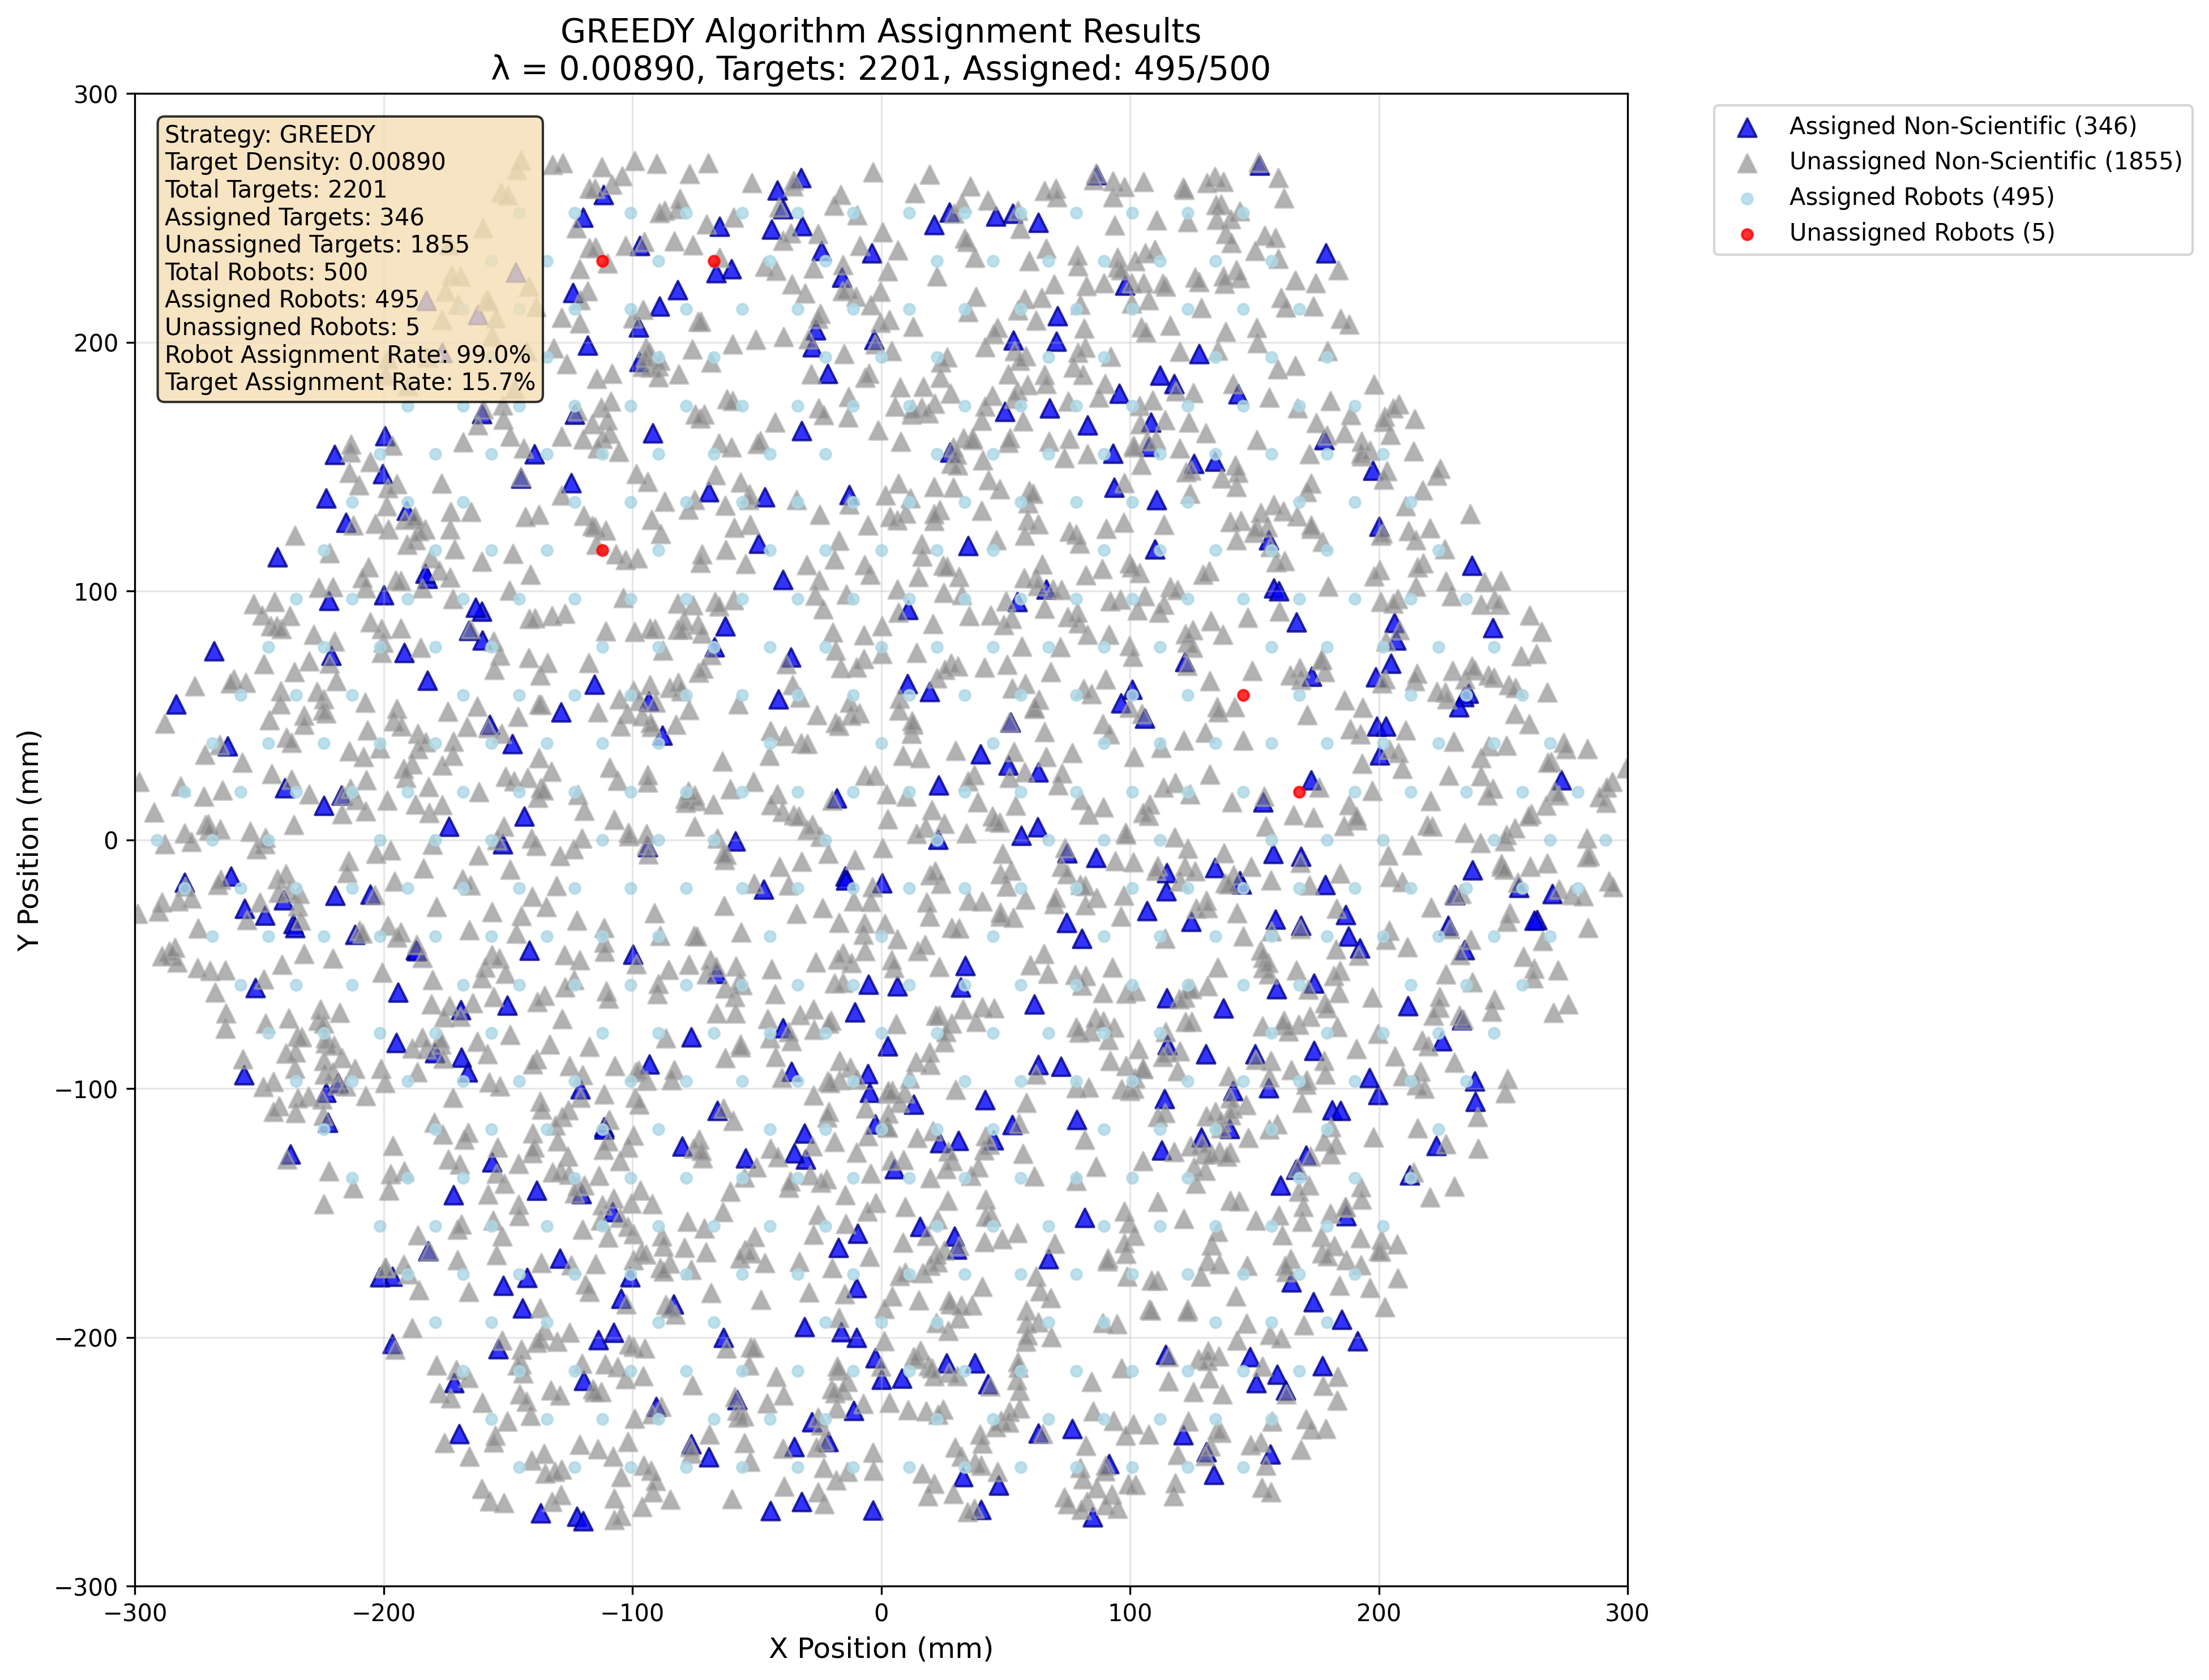 GREEDY Algorithm Assignment Results
λ = 0.00890, Targets: 2201, Assigned: 495/500
Strategy: GREEDY
Target Density: 0.00890
Total Targets: 2201
Assigned Targets: 346
Unassigned Targets: 1855
Total Robots: 500
Assigned Robots: 495
Unassigned Robots: 5
Robot Assignment Rate: 99.0%
Target Assignment Rate: 15.7%
Assigned Non-Scientific (346)
Unassigned Non-Scientific (1855)
Assigned Robots (495)
Unassigned Robots (5)
Y Position (mm)
300
200
100
0
−100
−200
−300
−300
−200
−100
0
100
200
300
X Position (mm)